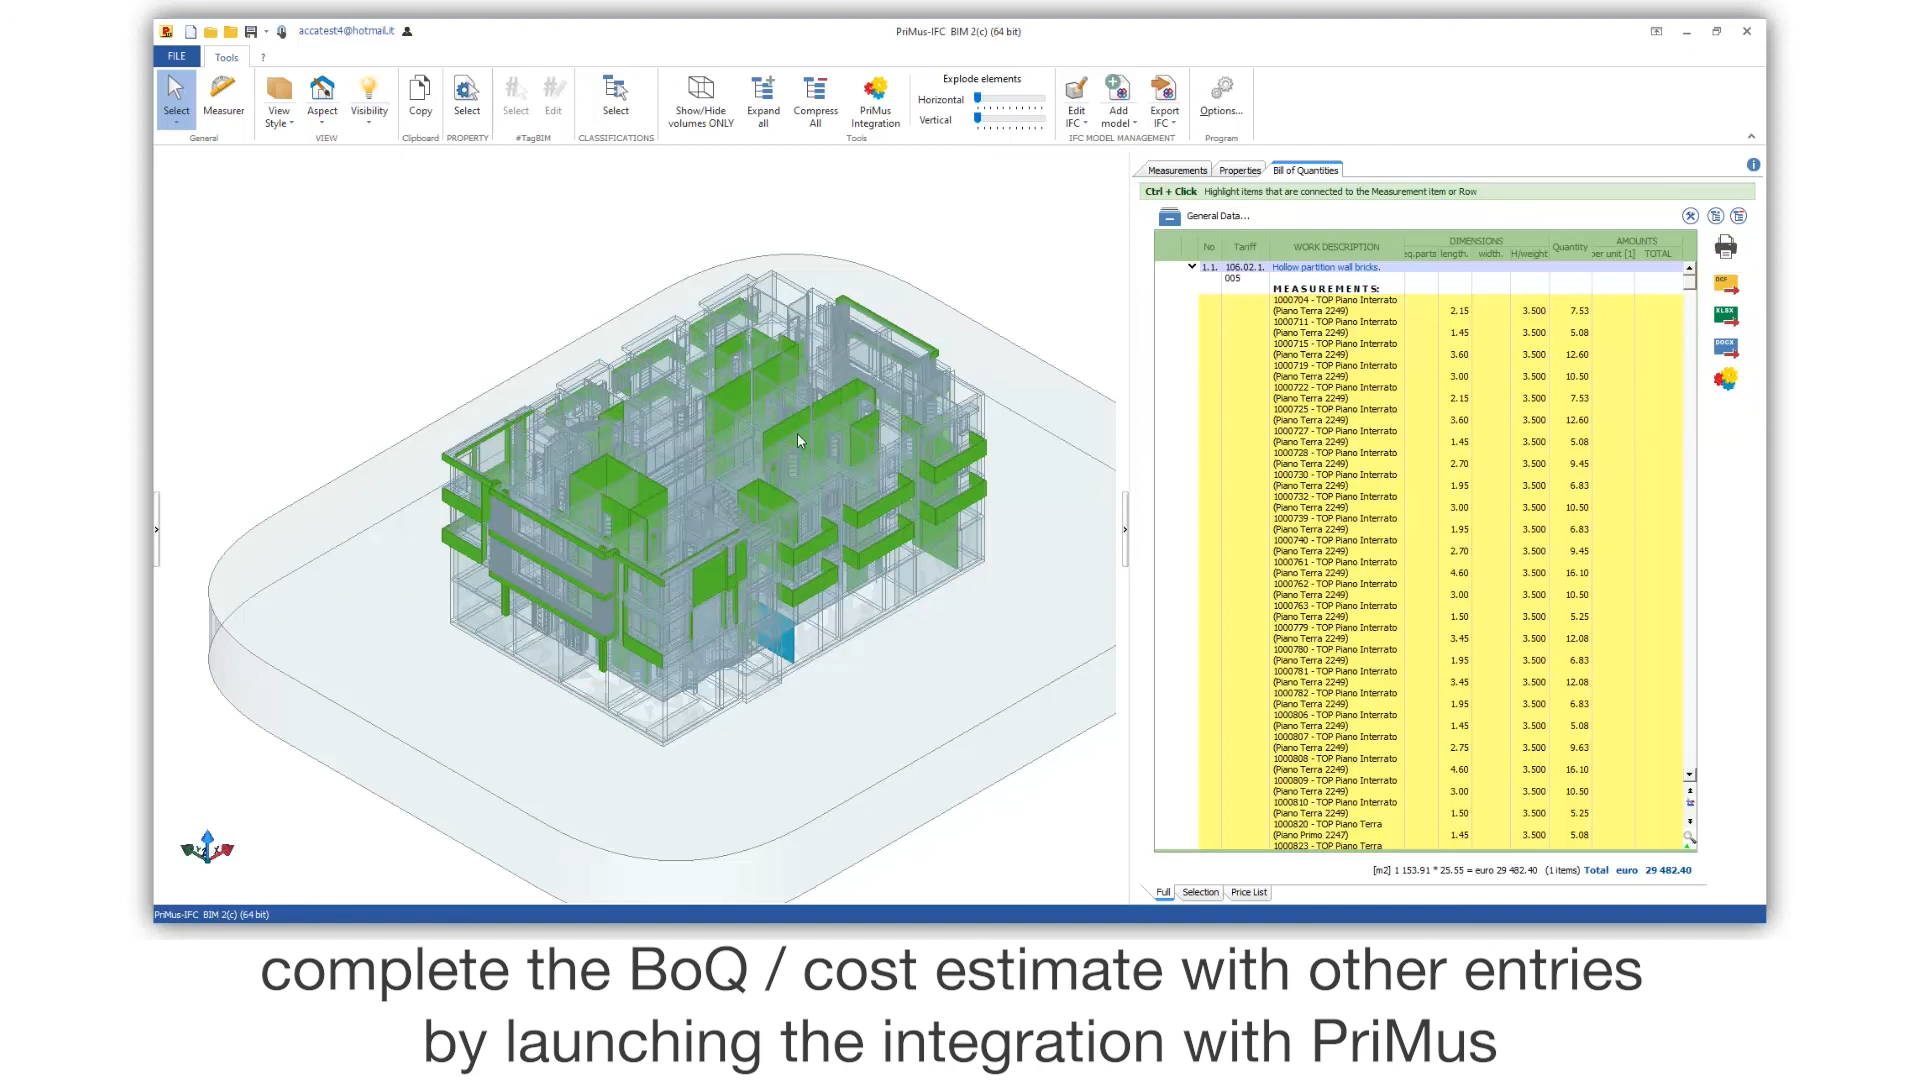 accatest4@hotmail.it
PriMus-IFC BIM 2(c) (64 bit)
FILE
Tools
?
Select
Measurer
General
View
Style
Aspect
Visibility
VIEW
Copy
Clipboard
Select
PROPERTY
Select
Edit
#TagBIM
Select
CLASSIFICATIONS
Show/Hide
volumes ONLY
Expand
all
Compress
All
PriMus
Integration
Tools
Explode elements
Horizontal
Vertical
Edit
IFC
Add
model
Export
IFC
IFC MODEL MANAGEMENT
Options...
Program
Measurements
Properties
Bill of Quantities
Ctrl + Click Highlight items that are connected to the Measurement item or Row
General Data...
No Tariff WORK DESCRIPTION DIMENSIONS Quantity AMOUNTS
eq.parts length. width. H/weight per unit [1] TOTAL
1.1. 106.02.1. Hollow partition wall bricks.
005
MEASUREMENTS:
1000704 - TOP Piano Interrato
(Piano Terra 2249) 2.15 3.500 7.53
1000711 - TOP Piano Interrato
(Piano Terra 2249) 1.45 3.500 5.08
1000715 - TOP Piano Interrato
(Piano Terra 2249) 3.60 3.500 12.60
1000719 - TOP Piano Interrato
(Piano Terra 2249) 3.00 3.500 10.50
1000722 - TOP Piano Interrato
(Piano Terra 2249) 2.15 3.500 7.53
1000725 - TOP Piano Interrato
(Piano Terra 2249) 3.60 3.500 12.60
1000727 - TOP Piano Interrato
(Piano Terra 2249) 1.45 3.500 5.08
1000728 - TOP Piano Interrato
(Piano Terra 2249) 2.70 3.500 9.45
1000730 - TOP Piano Interrato
(Piano Terra 2249) 1.95 3.500 6.83
1000732 - TOP Piano Interrato
(Piano Terra 2249) 3.00 3.500 10.50
1000739 - TOP Piano Interrato
(Piano Terra 2249) 1.95 3.500 6.83
1000740 - TOP Piano Interrato
(Piano Terra 2249) 2.70 3.500 9.45
1000761 - TOP Piano Interrato
(Piano Terra 2249) 4.60 3.500 16.10
1000762 - TOP Piano Interrato
(Piano Terra 2249) 3.00 3.500 10.50
1000763 - TOP Piano Interrato
(Piano Terra 2249) 1.50 3.500 5.25
1000779 - TOP Piano Interrato
(Piano Terra 2249) 3.45 3.500 12.08
1000780 - TOP Piano Interrato
(Piano Terra 2249) 1.95 3.500 6.83
1000781 - TOP Piano Interrato
(Piano Terra 2249) 3.45 3.500 12.08
1000782 - TOP Piano Interrato
(Piano Terra 2249) 1.95 3.500 6.83
1000806 - TOP Piano Interrato
(Piano Terra 2249) 1.45 3.500 5.08
1000807 - TOP Piano Interrato
(Piano Terra 2249) 2.75 3.500 9.63
1000808 - TOP Piano Interrato
(Piano Terra 2249) 4.60 3.500 16.10
1000809 - TOP Piano Interrato
(Piano Terra 2249) 3.00 3.500 10.50
1000810 - TOP Piano Interrato
(Piano Terra 2249) 1.50 3.500 5.25
1000820 - TOP Piano Terra
(Piano Primo 2247) 1.45 3.500 5.08
1000823 - TOP Piano Terra
DCF
XLSX
DOCX
[m2] 1 153.91 * 25.55 = euro 29 482.40 (1 items) Total euro 29 482.40
Full
Selection
Price List
PriMus-IFC BIM 2(c) (64 bit)
complete the BoQ / cost estimate with other entries
by launching the integration with PriMus